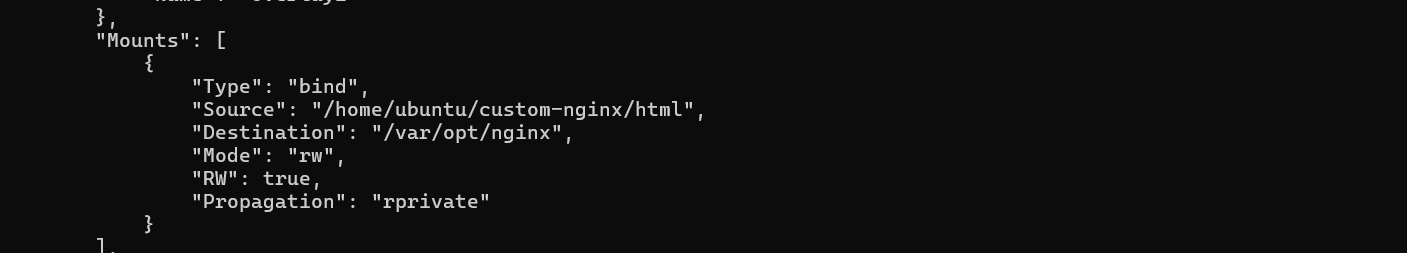 },
"Mounts": [
{
"Type": "bind",
"Source": "/home/ubuntu/custom-nginx/html",
"Destination": "/var/opt/nginx",
"Mode": "rw",
"RW": true,
"Propagation": "rprivate"
}
],